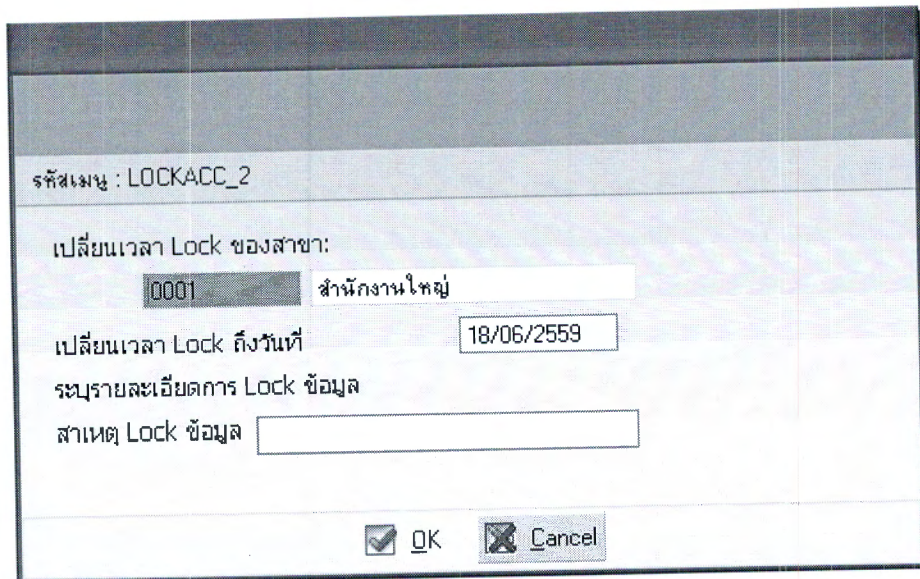 รหัสเมนู : LOCKACC_2
เปลี่ยนเวลา Lock ของสาขา:
0001 สำนักงานใหญ่
เปลี่ยนเวลา Lock ถึงวันที่ 18/06/2559
ระบุรายละเอียดการ Lock ข้อมูล
สาเหตุ Lock ข้อมูล
OK Cancel